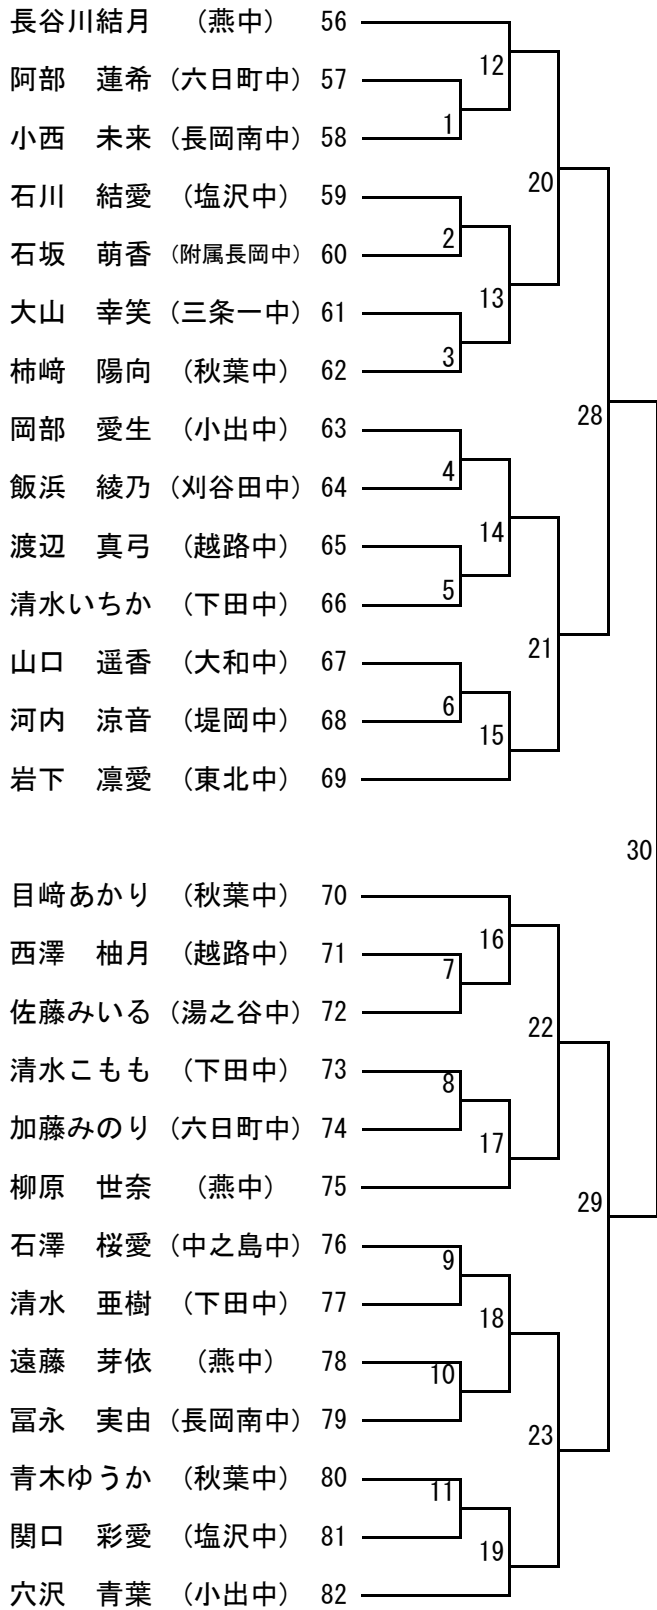 長谷川結月　（燕中）　56
12
阿部　蓮希（六日町中）57
1
小西　未来（長岡南中）58
20
石川　結愛（塩沢中）　59
2
石坂　萌香（附属長岡中）60
13
大山　幸笑（三条一中）61
3
柿﨑　陽向（秋葉中）　62
28
岡部　愛生（小出中）　63
4
飯浜　綾乃（刈谷田中）64
14
渡辺　真弓（越路中）　65
5
清水いちか（下田中）　66
21
山口　遥香（大和中）　67
6
河内　涼音（堤岡中）　68
15
岩下　凛愛（東北中）　69
30
目﨑あかり（秋葉中）　70
16
西澤　柚月（越路中）　71
7
佐藤みいる（湯之谷中）72
22
清水こもも（下田中）　73
8
加藤みのり（六日町中）74
17
柳原　世奈　（燕中）　75
29
石澤　桜愛（中之島中）76
9
清水　亜樹（下田中）　77
18
遠藤　芽依　（燕中）　78
10
冨永　実由（長岡南中）79
23
青木ゆうか（秋葉中）　80
11
関口　彩愛（塩沢中）　81
19
穴沢　青葉（小出中）　82